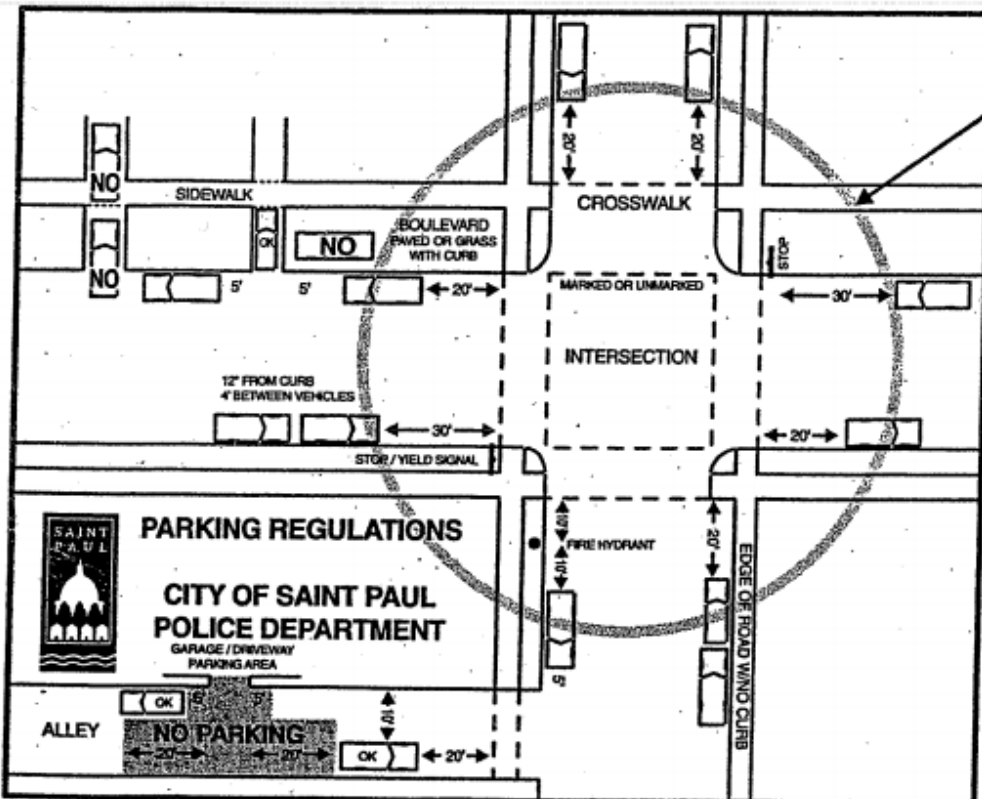 20'
20'
NO
SIDEWALK
CROSSWALK
NO
OK
NO
BOULEVARD
PAVED OR GRASS
WITH CURB
STOP
5'
5'
20'
MARKED OR UNMARKED
30'
INTERSECTION
12" FROM CURB
4' BETWEEN VEHICLES
30'
20'
STOP / YIELD SIGNAL
SAINT
PAUL
PARKING REGULATIONS
CITY OF SAINT PAUL
POLICE DEPARTMENT
10'
FIRE HYDRANT
10'
20'
EDGE OF ROAD W/NO CURB
5'
GARAGE / DRIVEWAY
PARKING AREA
OK
5'
5'
10'
ALLEY
NO PARKING
20'
20'
OK
20'